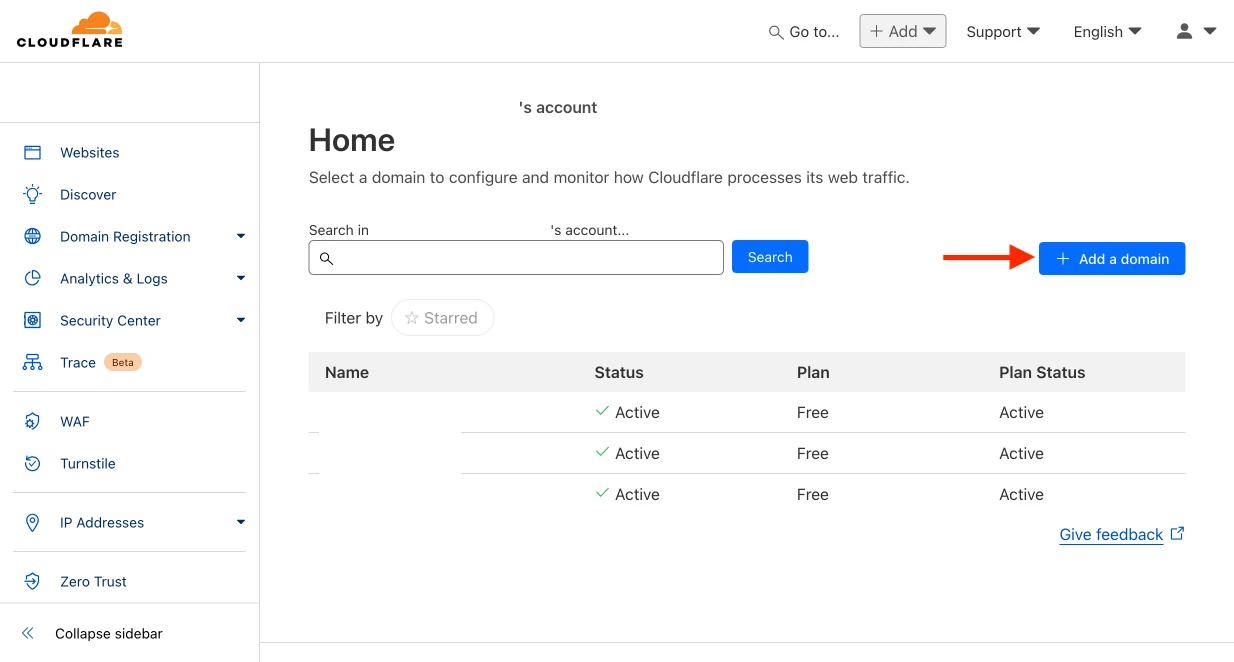 CLOUDFLARE
Go to...
+ Add
Support
English
Websites
Discover
Domain Registration
Analytics & Logs
Security Center
Trace Beta
WAF
Turnstile
IP Addresses
Zero Trust
Collapse sidebar
's account
Home
Select a domain to configure and monitor how Cloudflare processes its web traffic.
Search in 's account...
Search
+ Add a domain
Filter by ☆ Starred
Name Status Plan Plan Status
✓ Active Free Active
✓ Active Free Active
✓ Active Free Active
Give feedback